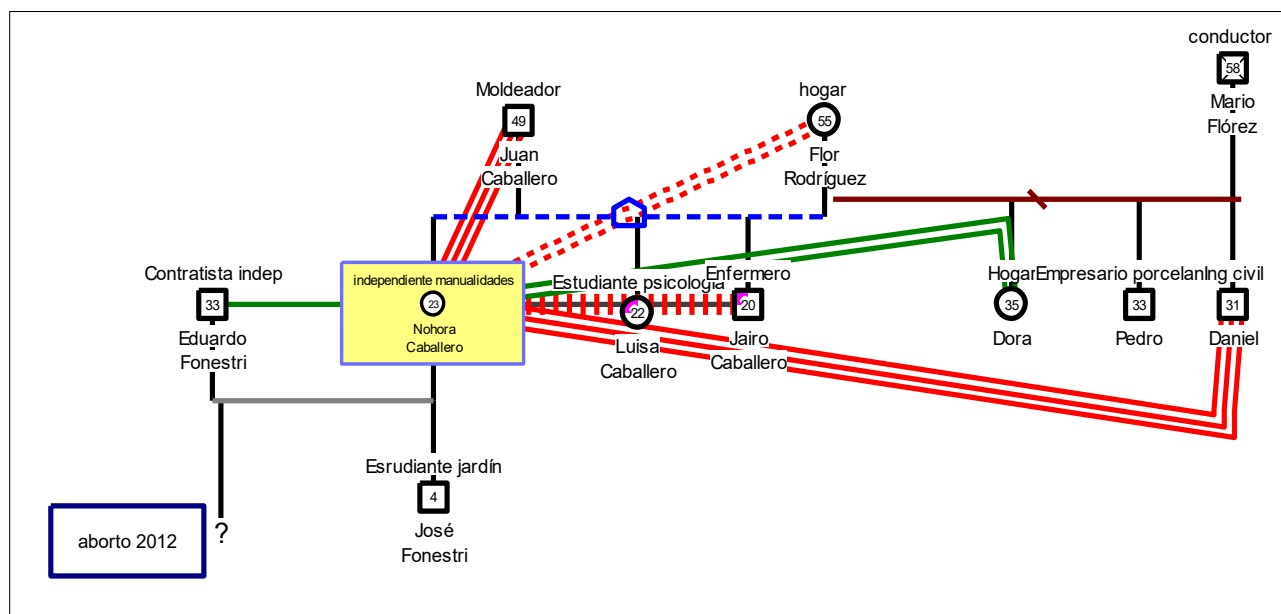 conductor
58
Mario
Flórez
Moldeador
49
Juan
Caballero
hogar
55
Flor
Rodríguez
Contratista indep
33
Eduardo
Fonestri
independiente manualidades
23
Nohora
Caballero
Estudiante psicología
22
Luisa
Caballero
Enfermero
20
Jairo
Caballero
Hogar
35
Dora
Empresario porcelan
33
Pedro
Ing civil
31
Daniel
Esrudiante jardín
4
José
Fonestri
aborto 2012
?